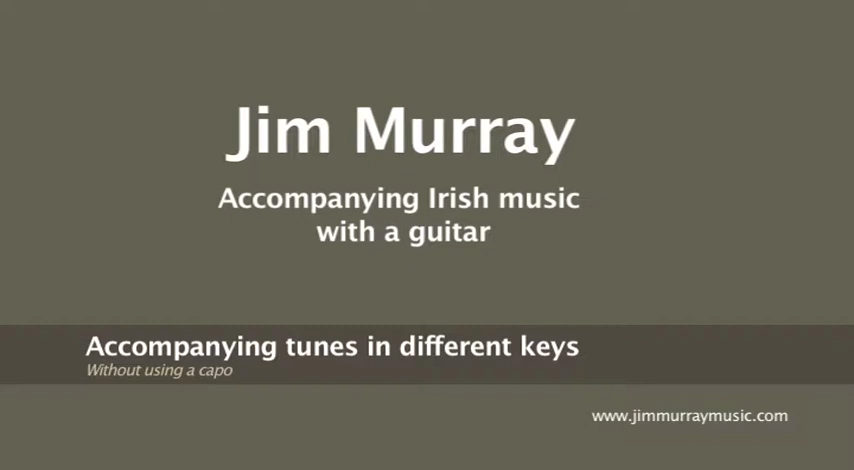 Jim Murray
Accompanying Irish music
with a guitar
Accompanying tunes in different keys
Without using a capo
www.jimmurraymusic.com